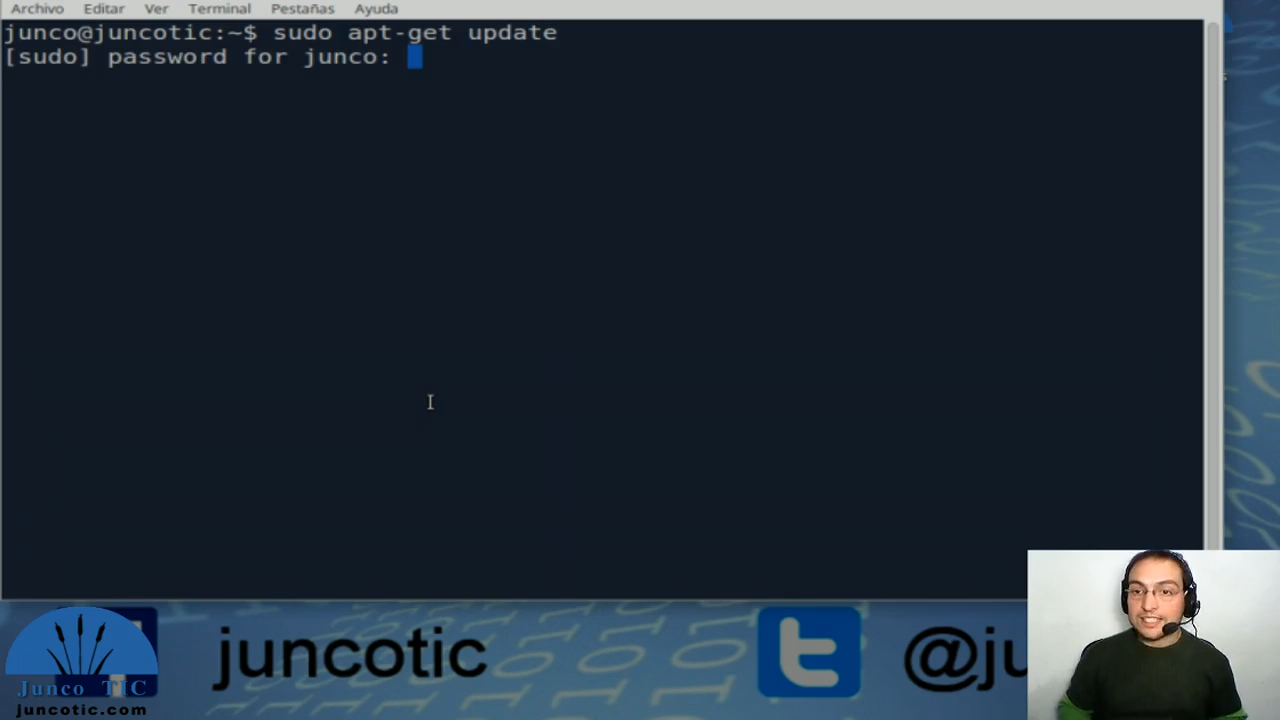 Archivo Editar Ver Terminal Pestañas Ayuda
junco@juncotic:~$ sudo apt-get update
[sudo] password for junco:
juncotic
@ju
Junco TIC
juncotic.com